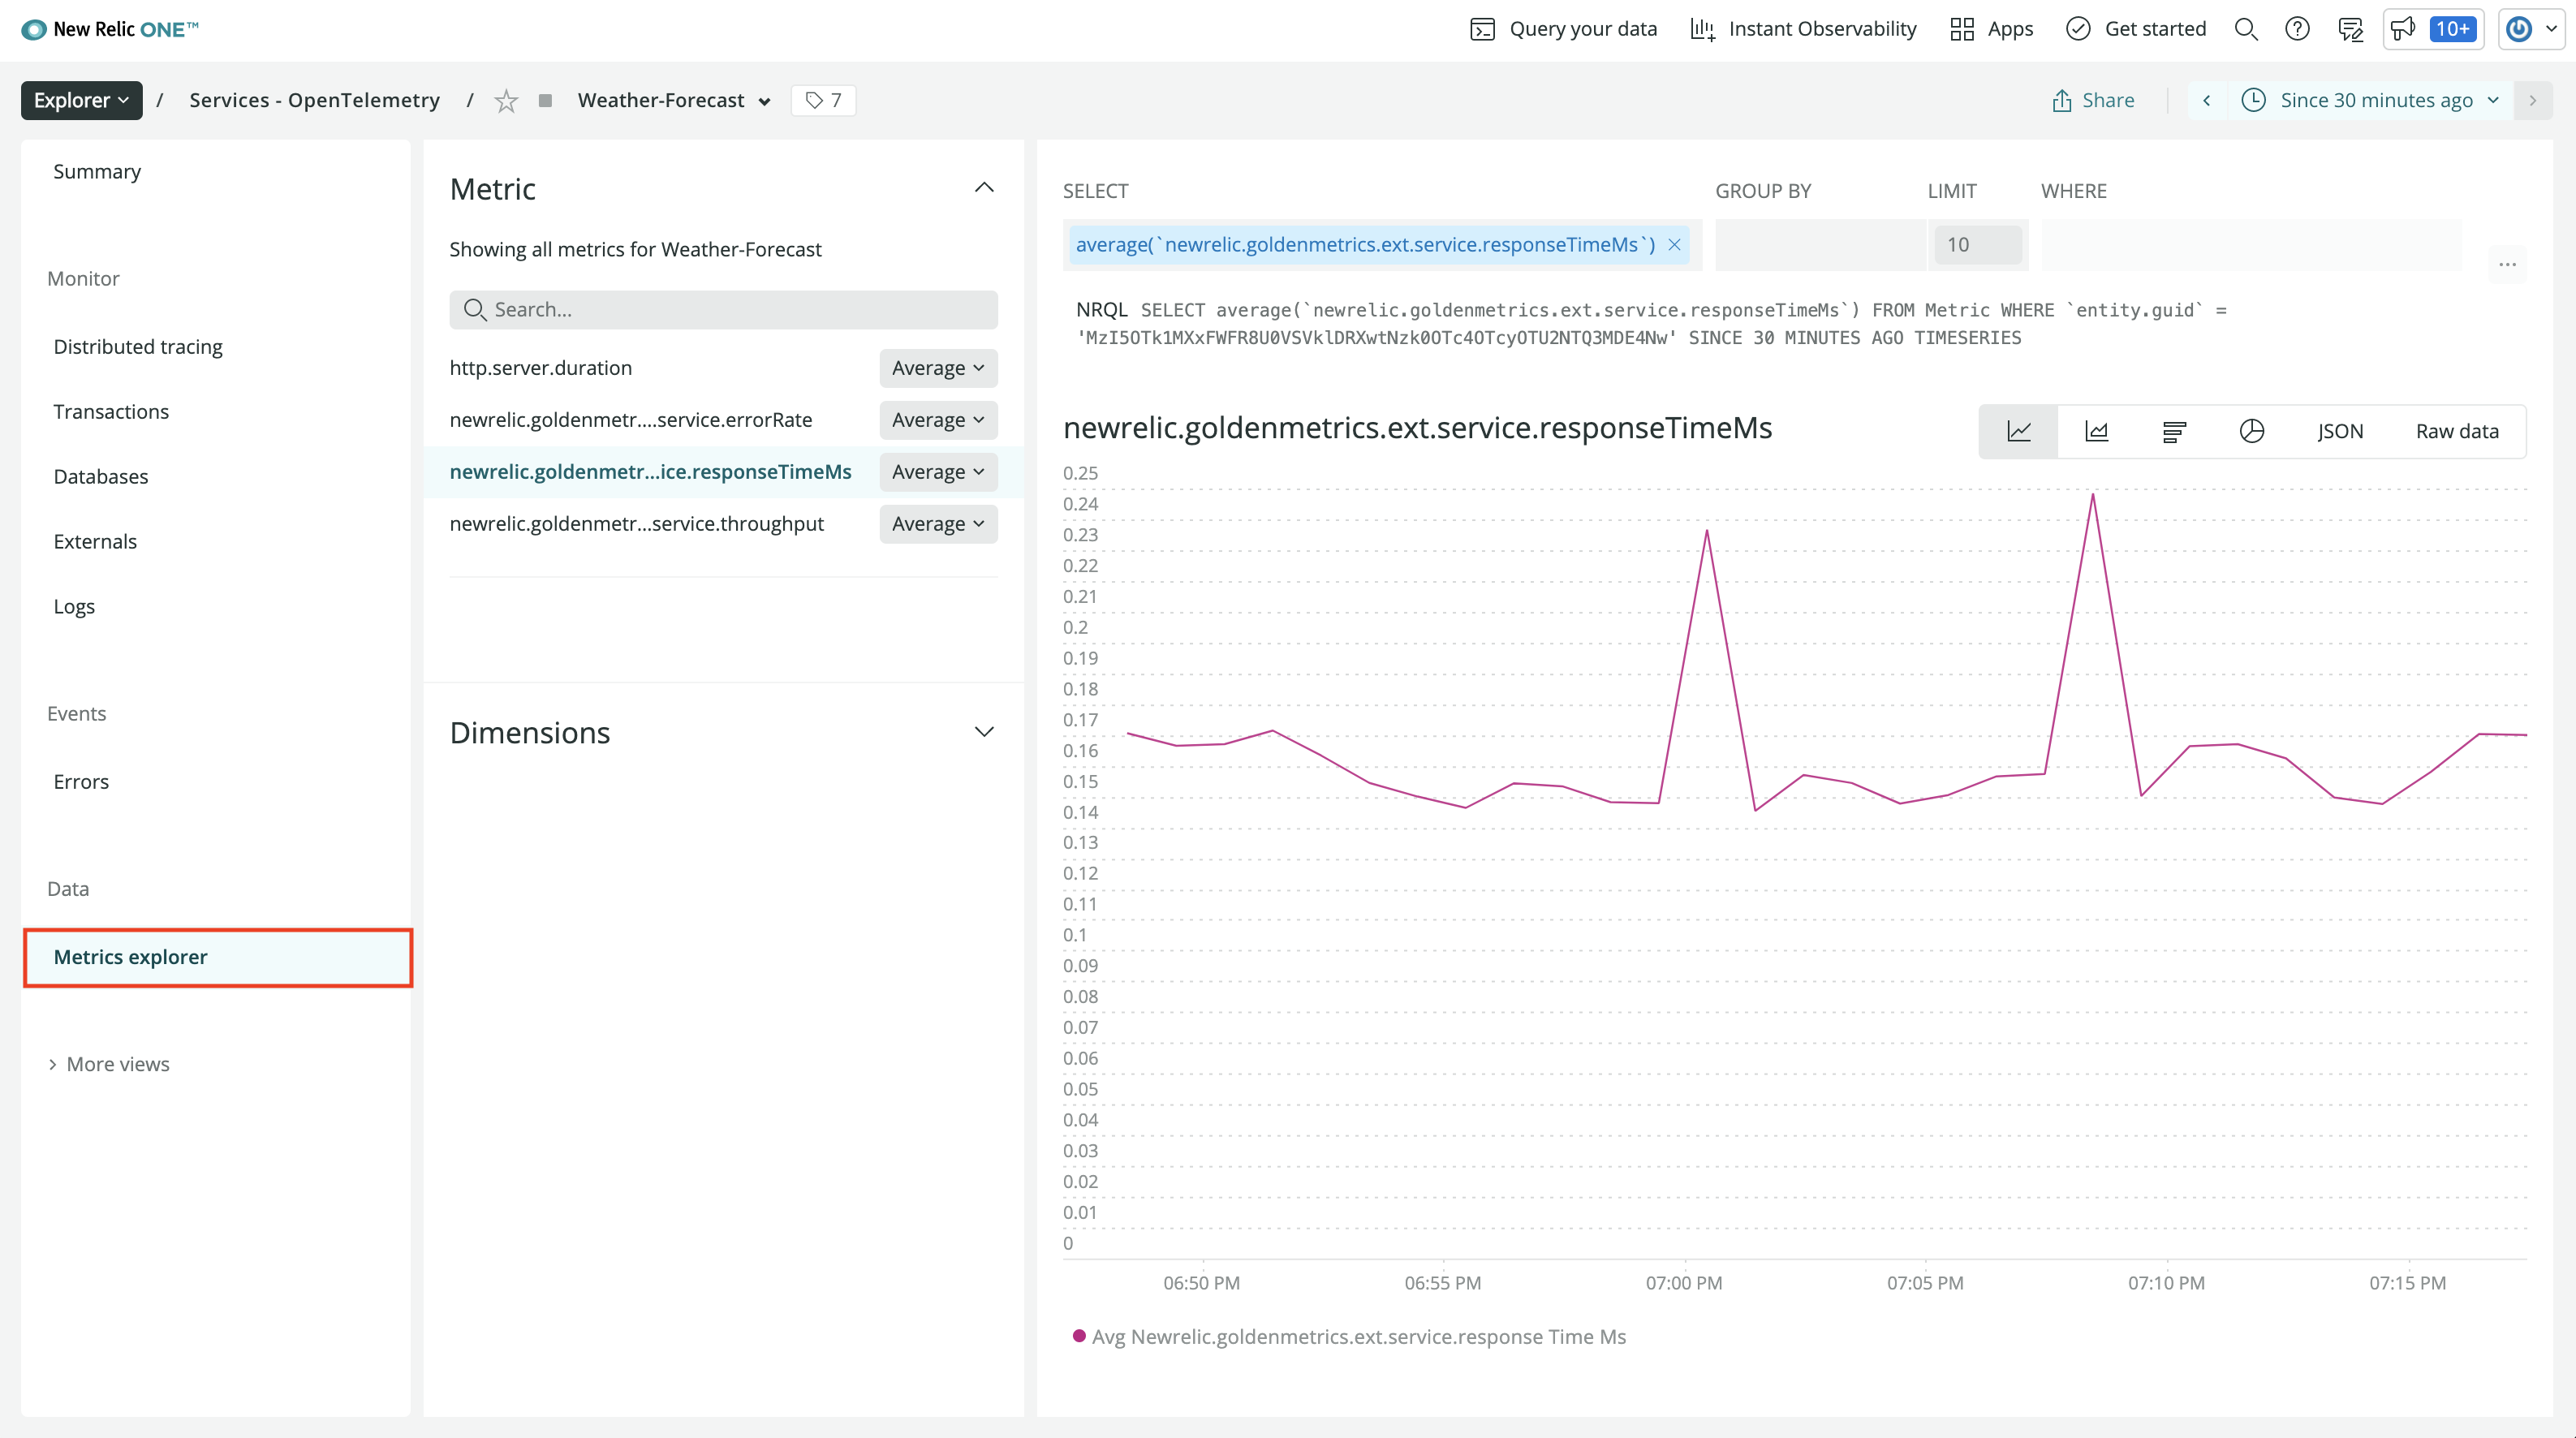 New Relic ONE™
Query your data
Instant Observability
Apps
Get started
10+
Explorer / Services - OpenTelemetry / Weather-Forecast 7
Share
Since 30 minutes ago
Summary
Monitor
Distributed tracing
Transactions
Databases
Externals
Logs
Events
Errors
Data
Metrics explorer
More views
Metric
Showing all metrics for Weather-Forecast
Search...
http.server.duration Average
newrelic.goldenmetr....service.errorRate Average
newrelic.goldenmetr...ice.responseTimeMs Average
newrelic.goldenmetr...service.throughput Average
Dimensions
SELECT GROUP BY LIMIT WHERE
average(`newrelic.goldenmetrics.ext.service.responseTimeMs`) 10
NRQL SELECT average(`newrelic.goldenmetrics.ext.service.responseTimeMs`) FROM Metric WHERE `entity.guid` =
'MzI5OTk1MXxFWFR8U0VSVklDRXwtNzk0OTc4OTcyOTU2NTQ3MDE4Nw' SINCE 30 MINUTES AGO TIMESERIES
newrelic.goldenmetrics.ext.service.responseTimeMs
JSON Raw data
0.25
0.24
0.23
0.22
0.21
0.2
0.19
0.18
0.17
0.16
0.15
0.14
0.13
0.12
0.11
0.1
0.09
0.08
0.07
0.06
0.05
0.04
0.03
0.02
0.01
0
06:50 PM 06:55 PM 07:00 PM 07:05 PM 07:10 PM 07:15 PM
Avg Newrelic.goldenmetrics.ext.service.response Time Ms